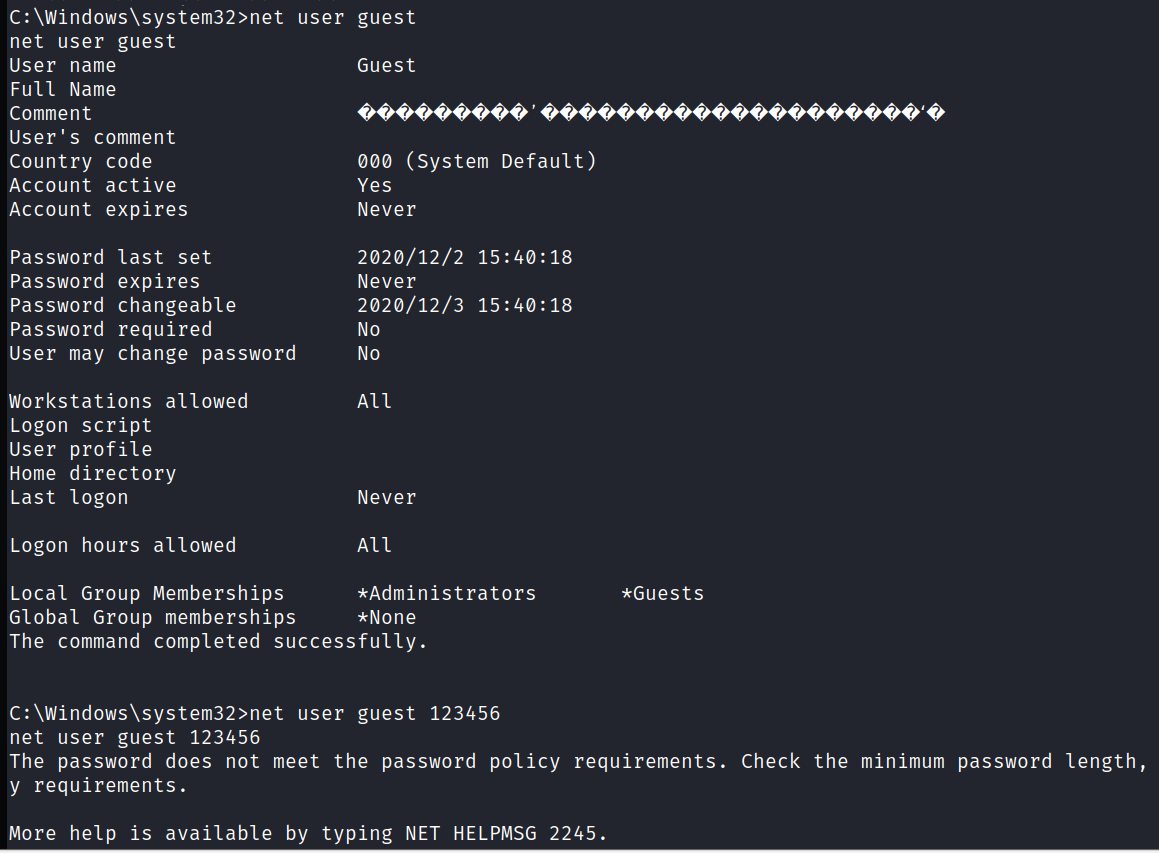 C:\Windows\system32>net user guest
net user guest
User name Guest
Full Name
Comment ���������’��������������������‘�
User's comment
Country code 000 (System Default)
Account active Yes
Account expires Never
Password last set 2020/12/2 15:40:18
Password expires Never
Password changeable 2020/12/3 15:40:18
Password required No
User may change password No
Workstations allowed All
Logon script
User profile
Home directory
Last logon Never
Logon hours allowed All
Local Group Memberships *Administrators *Guests
Global Group memberships *None
The command completed successfully.
C:\Windows\system32>net user guest 123456
net user guest 123456
The password does not meet the password policy requirements. Check the minimum password length,
y requirements.
More help is available by typing NET HELPMSG 2245.